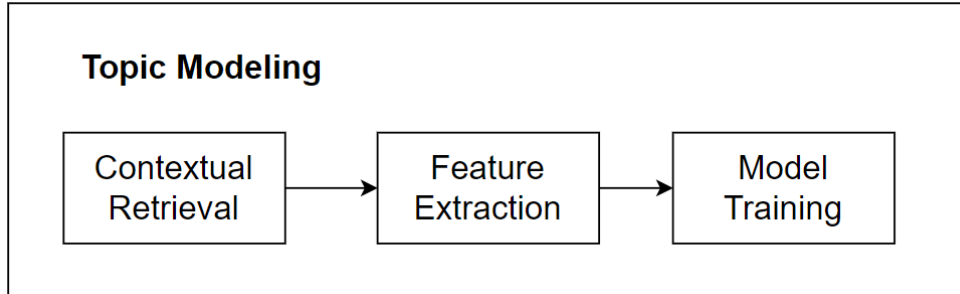 Topic Modeling
Contextual
Retrieval
Feature
Extraction
Model
Training